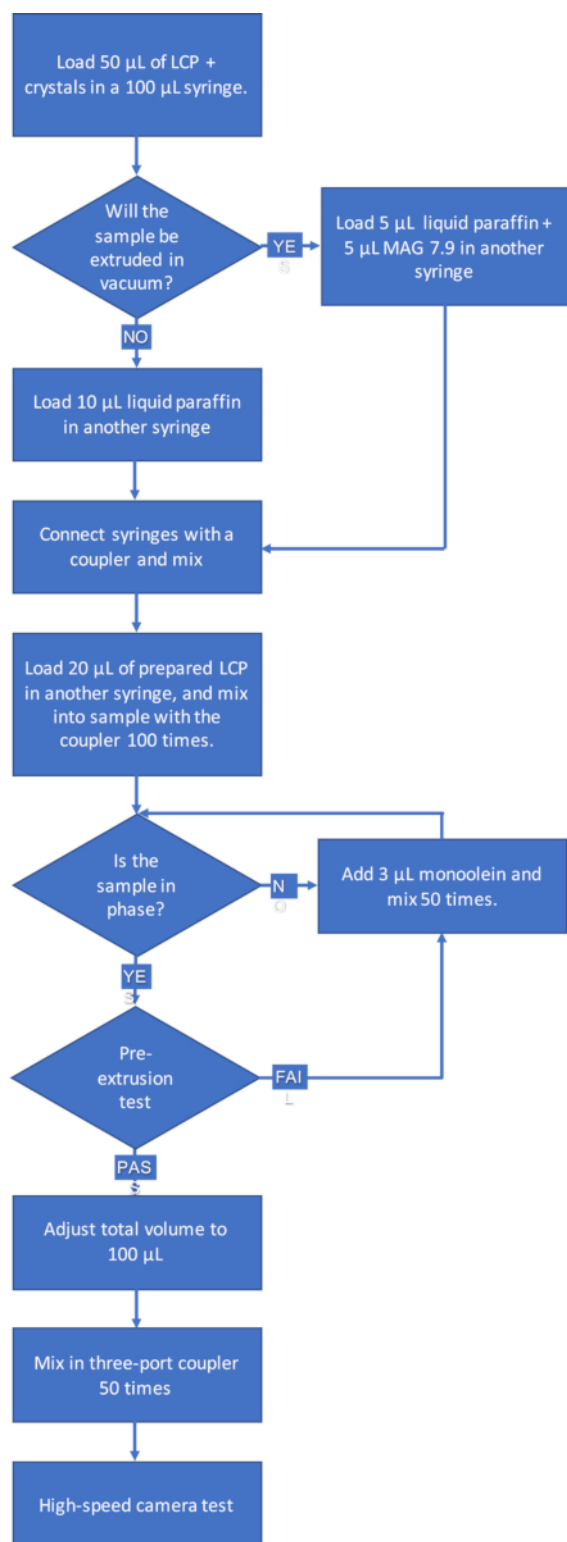 Load 50 µL of LCP +
crystals in a 100 µL syringe.
Will the
sample be
extruded in
vacuum?
YE
S
Load 5 µL liquid paraffin +
5 µL MAG 7.9 in another
syringe
NO
Load 10 µL liquid paraffin
in another syringe
Connect syringes with a
coupler and mix
Load 20 µL of prepared LCP
in another syringe, and mix
into sample with the
coupler 100 times.
Is the
sample in
phase?
N
O
Add 3 µL monoolein and
mix 50 times.
YE
S
Pre-
extrusion
test
FAI
L
PAS
S
Adjust total volume to
100 µL
Mix in three-port coupler
50 times
High-speed camera test